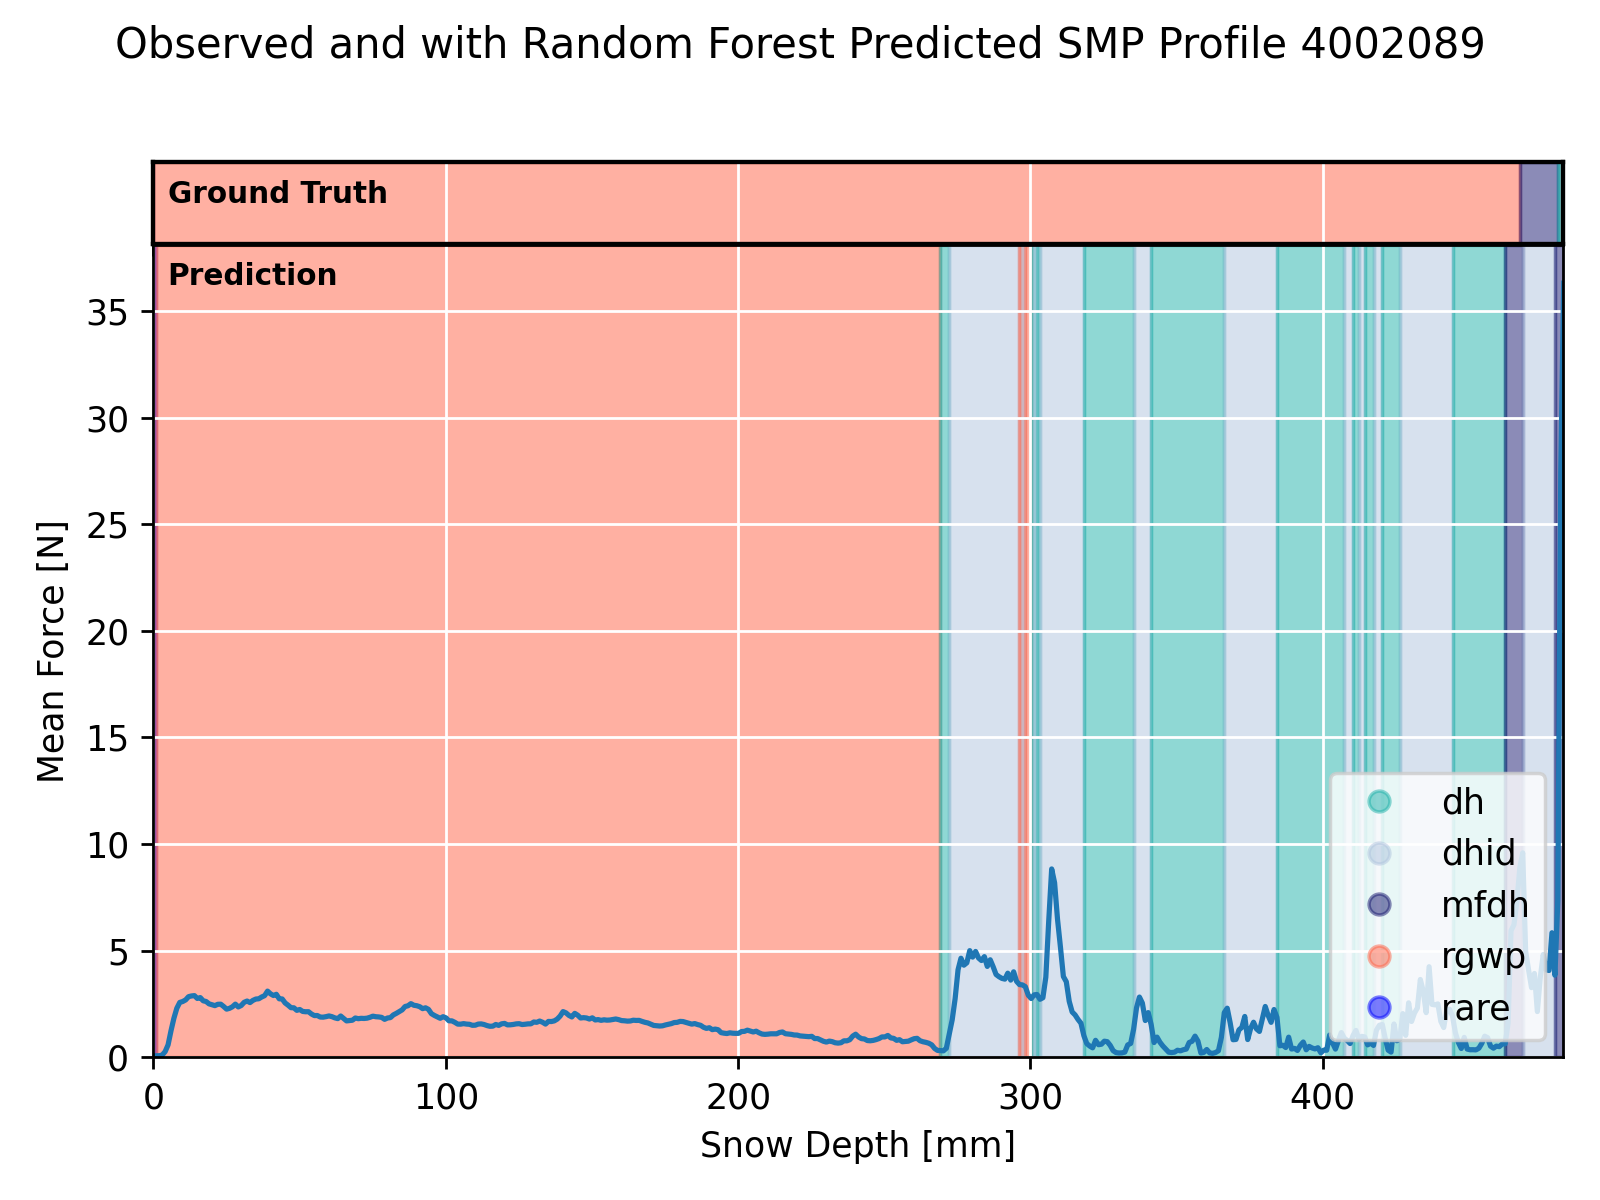 Observed and with Random Forest Predicted SMP Profile 4002089
Ground Truth
Prediction
35
30
25
20
15
10
5
0
Mean Force [N]
dh
dhid
mfdh
rgwp
rare
0 100 200 300 400
Snow Depth [mm]